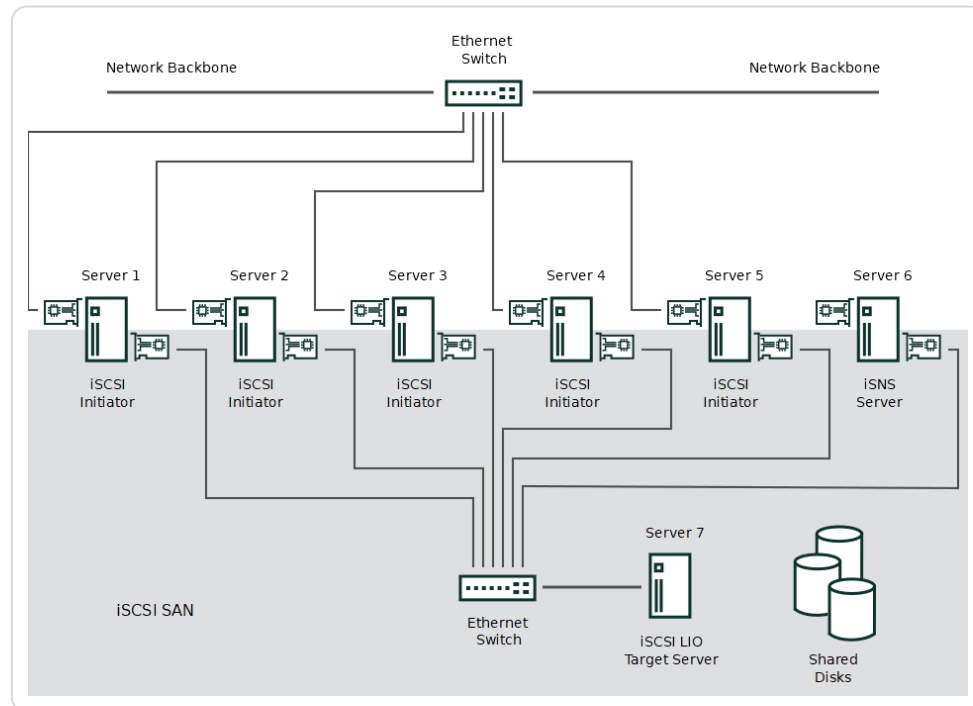 Ethernet
Switch
Network Backbone
Network Backbone
Server 1
Server 2
Server 3
Server 4
Server 5
Server 6
iSCSI
Initiator
iSCSI
Initiator
iSCSI
Initiator
iSCSI
Initiator
iSCSI
Initiator
iSNS
Server
Server 7
iSCSI SAN
Ethernet
Switch
iSCSI LIO
Target Server
Shared
Disks